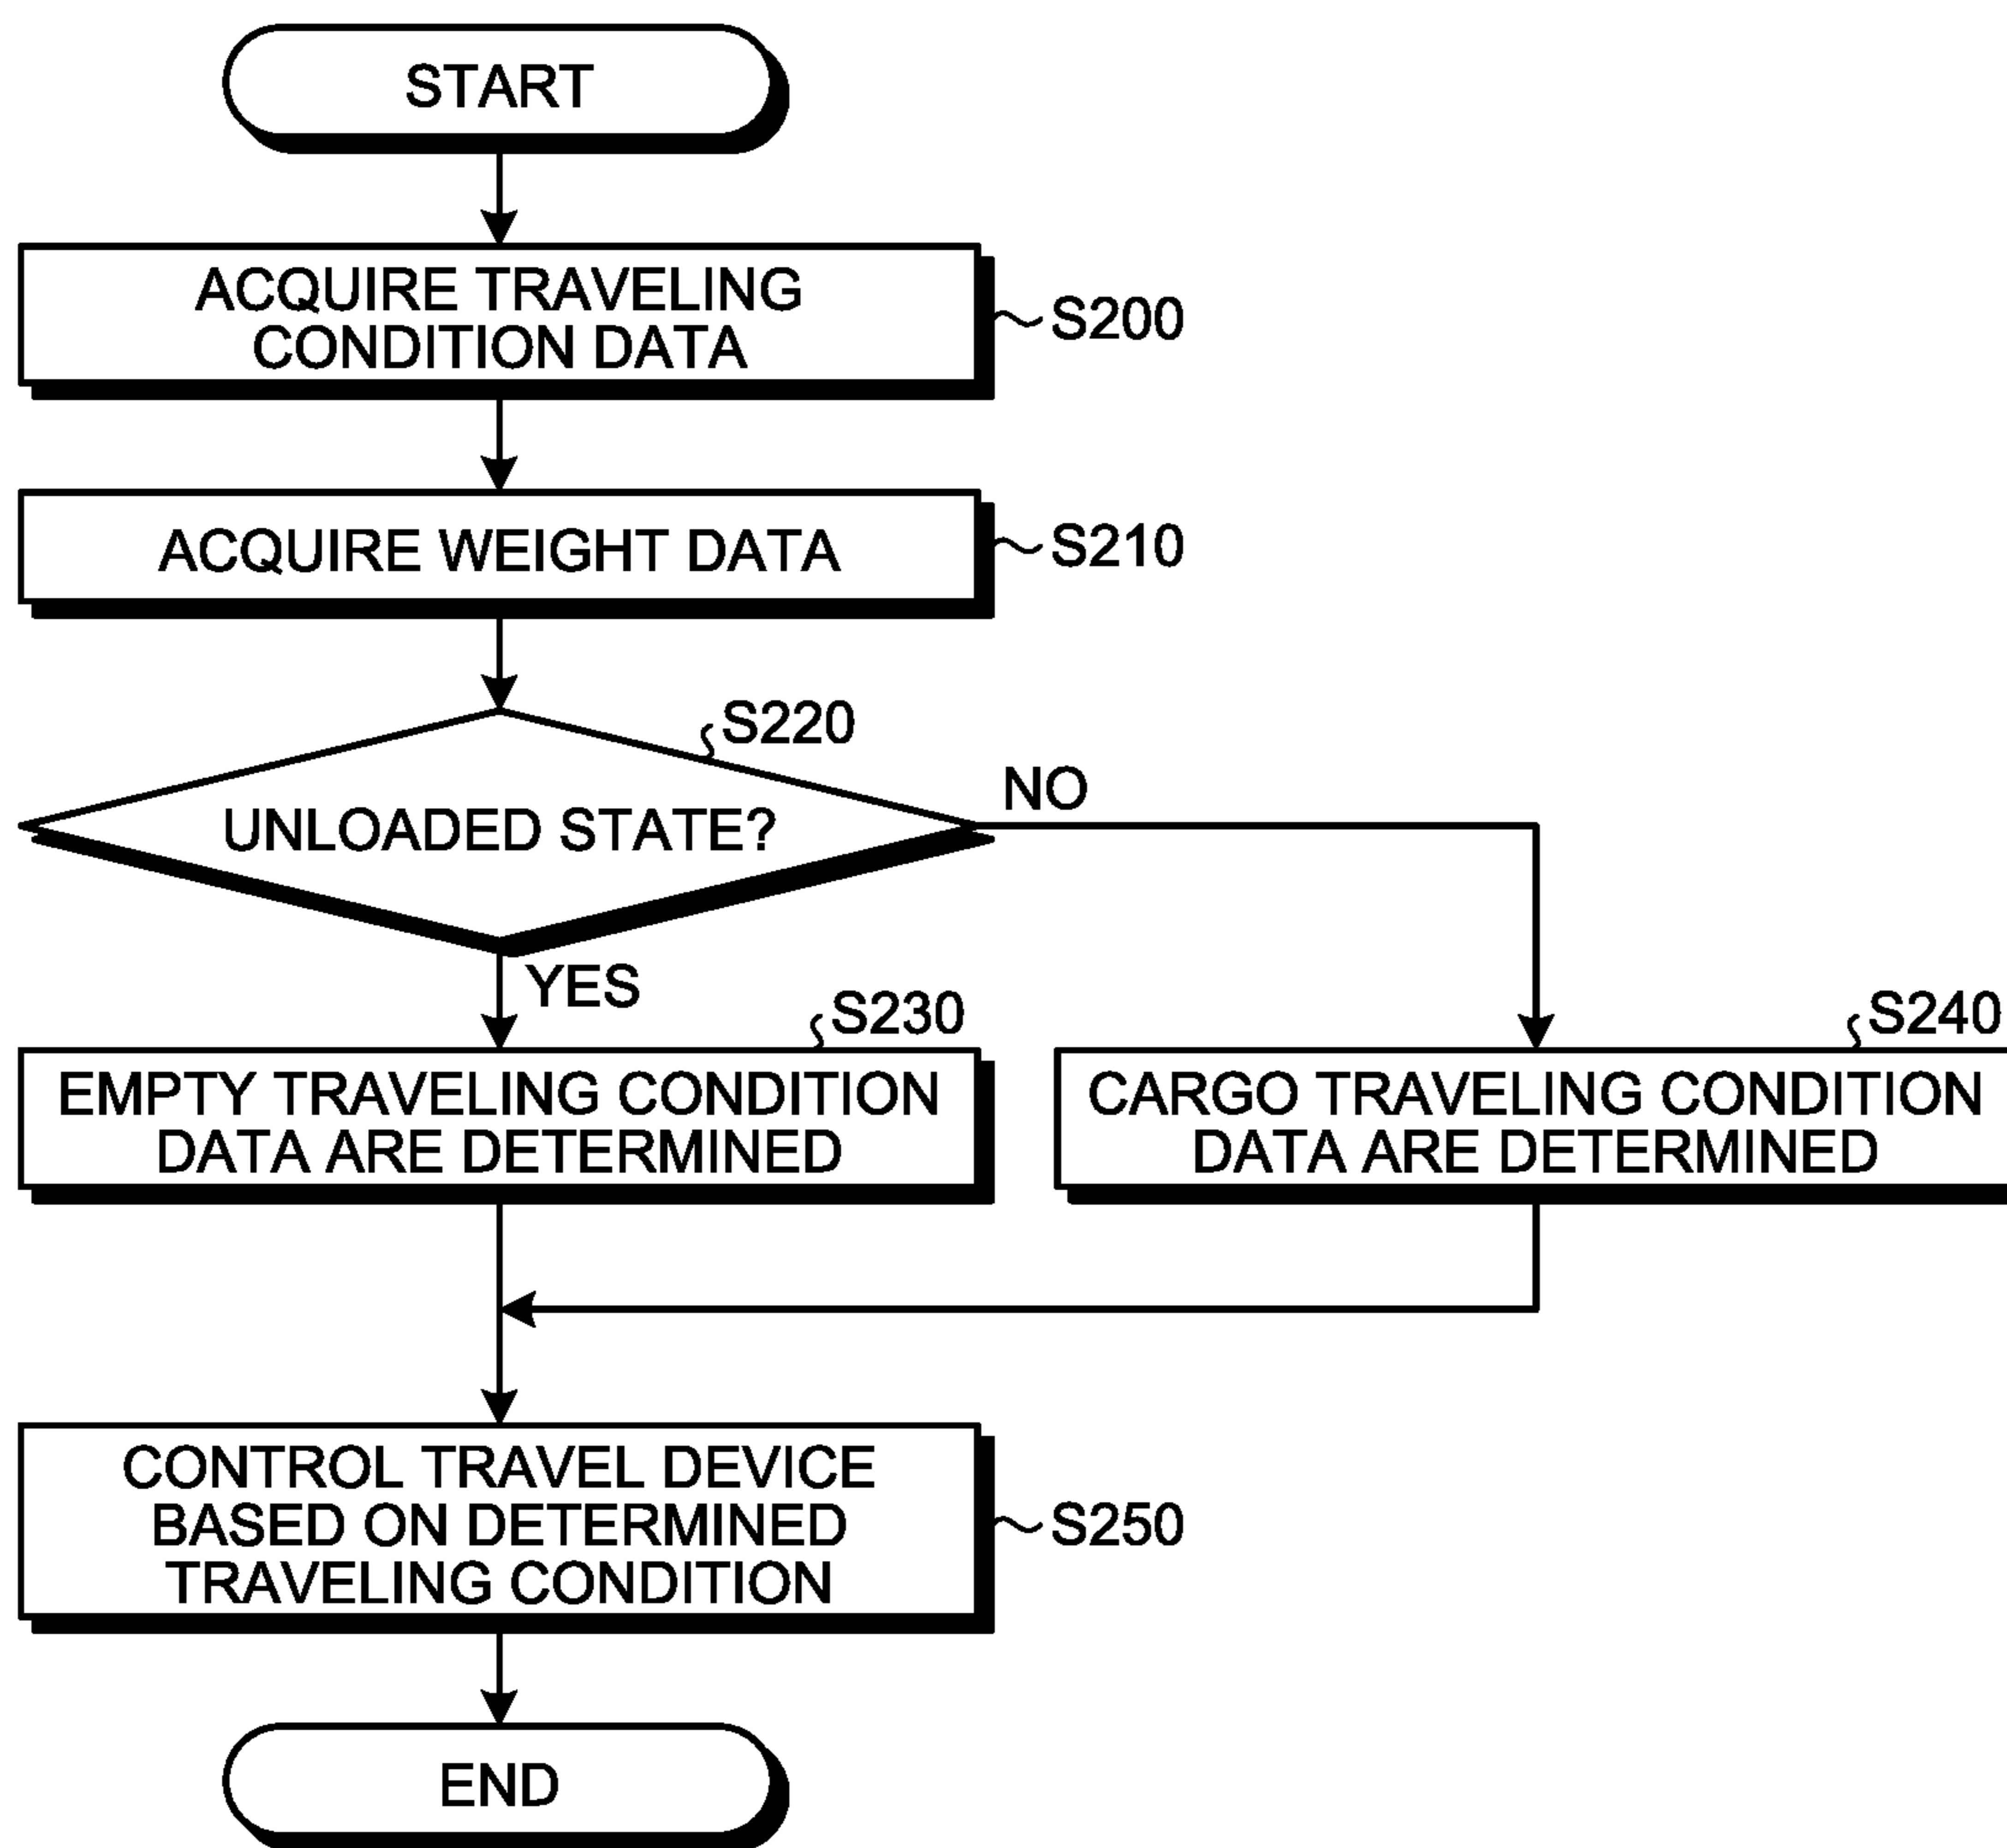 START
ACQUIRE TRAVELING
CONDITION DATA
S200
ACQUIRE WEIGHT DATA
S210
S220
UNLOADED STATE?
NO
YES
S230
EMPTY TRAVELING CONDITION
DATA ARE DETERMINED
S240
CARGO TRAVELING CONDITION
DATA ARE DETERMINED
CONTROL TRAVEL DEVICE
BASED ON DETERMINED
TRAVELING CONDITION
S250
END